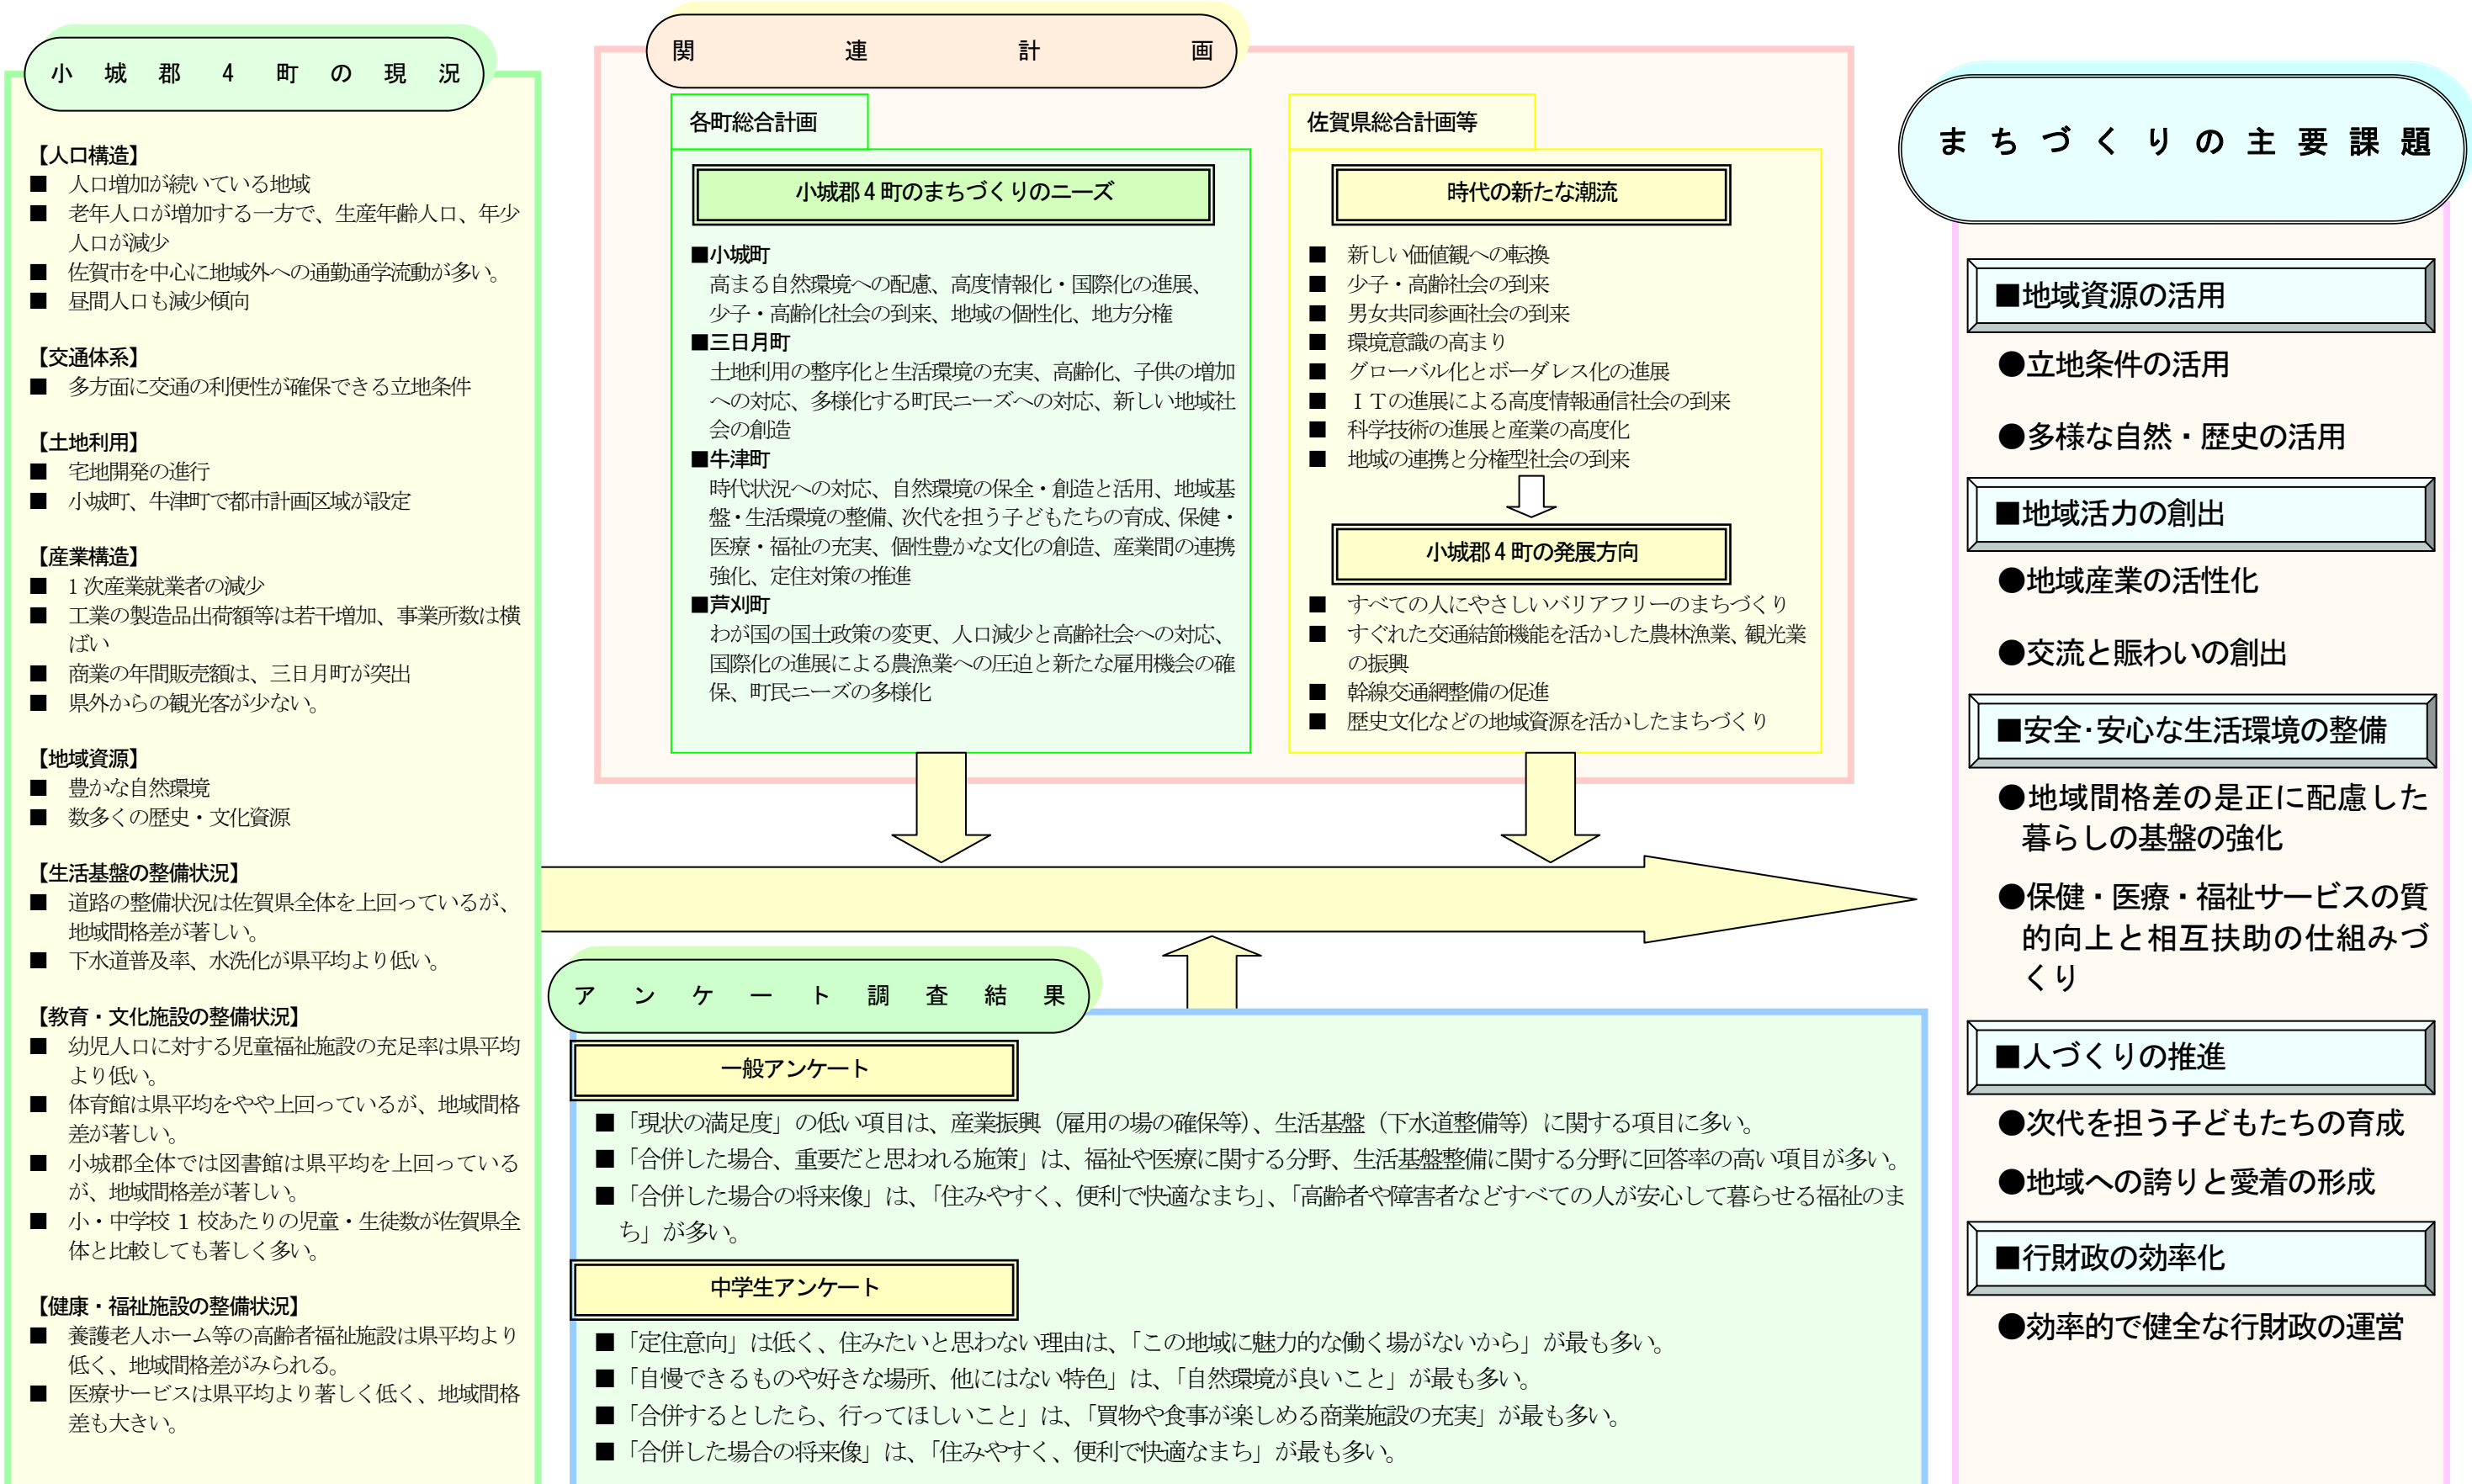 小城郡4町の現況
【人口構造】
■ 人口増加が続いている地域
■ 老年人口が増加する一方で、生産年齢人口、年少
人口が減少
■ 佐賀市を中心に地域外への通勤通学流動が多い。
■ 昼間人口も減少傾向
【交通体系】
■ 多方面に交通の利便性が確保できる立地条件
【土地利用】
■ 宅地開発の進行
■ 小城町、牛津町で都市計画区域が設定
【産業構造】
■ 1次産業就業者の減少
■ 工業の製造品出荷額等は若干増加、事業所数は横
ばい
■ 商業の年間販売額は、三日月町が突出
■ 県外からの観光客が少ない。
【地域資源】
■ 豊かな自然環境
■ 数多くの歴史・文化資源
【生活基盤の整備状況】
■ 道路の整備状況は佐賀県全体を上回っているが、
地域間格差が著しい。
■ 下水道普及率、水洗化が県平均より低い。
【教育・文化施設の整備状況】
■ 幼児人口に対する児童福祉施設の充足率は県平均
より低い。
■ 体育館は県平均をやや上回っているが、地域間格
差が著しい。
■ 小城郡全体では図書館は県平均を上回っている
が、地域間格差が著しい。
■ 小・中学校1校あたりの児童・生徒数が佐賀県全
体と比較しても著しく多い。
【健康・福祉施設の整備状況】
■ 養護老人ホーム等の高齢者福祉施設は県平均より
低く、地域間格差がみられる。
■ 医療サービスは県平均より著しく低く、地域間格
差も大きい。
関連計画
各町総合計画
小城郡4町のまちづくりのニーズ
■小城町
高まる自然環境への配慮、高度情報化・国際化の進展、
少子・高齢化社会の到来、地域の個性化、地方分権
■三日月町
土地利用の整序化と生活環境の充実、高齢化、子供の増加
への対応、多様化する町民ニーズへの対応、新しい地域社
会の創造
■牛津町
時代状況への対応、自然環境の保全・創造と活用、地域基
盤・生活環境の整備、次代を担う子どもたちの育成、保健・
医療・福祉の充実、個性豊かな文化の創造、産業間の連携
強化、定住対策の推進
■芦刈町
わが国の国土政策の変更、人口減少と高齢社会への対応、
国際化の進展による農漁業への圧迫と新たな雇用機会の確
保、町民ニーズの多様化
佐賀県総合計画等
時代の新たな潮流
■ 新しい価値観への転換
■ 少子・高齢社会の到来
■ 男女共同参画社会の到来
■ 環境意識の高まり
■ グローバル化とボーダレス化の進展
■ ITの進展による高度情報通信社会の到来
■ 科学技術の進展と産業の高度化
■ 地域の連携と分権型社会の到来
小城郡4町の発展方向
■ すべての人にやさしいバリアフリーのまちづくり
■ すぐれた交通結節機能を活かした農林漁業、観光業
の振興
■ 幹線交通網整備の促進
■ 歴史文化などの地域資源を活かしたまちづくり
アンケート調査結果
一般アンケート
■「現状の満足度」の低い項目は、産業振興（雇用の場の確保等）、生活基盤（下水道整備等）に関する項目に多い。
■「合併した場合、重要だと思われる施策」は、福祉や医療に関する分野、生活基盤整備に関する分野に回答率の高い項目が多い。
■「合併した場合の将来像」は、「住みやすく、便利で快適なまち」、「高齢者や障害者などすべての人が安心して暮らせる福祉のま
ち」が多い。
中学生アンケート
■「定住意向」は低く、住みたいと思わない理由は、「この地域に魅力的な働く場がないから」が最も多い。
■「自慢できるものや好きな場所、他にはない特色」は、「自然環境が良いこと」が最も多い。
■「合併するとしたら、行ってほしいこと」は、「買物や食事が楽しめる商業施設の充実」が最も多い。
■「合併した場合の将来像」は、「住みやすく、便利で快適なまち」が最も多い。
まちづくりの主要課題
■地域資源の活用
●立地条件の活用
●多様な自然・歴史の活用
■地域活力の創出
●地域産業の活性化
●交流と賑わいの創出
■安全・安心な生活環境の整備
●地域間格差の是正に配慮した
暮らしの基盤の強化
●保健・医療・福祉サービスの質
的向上と相互扶助の仕組みづ
くり
■人づくりの推進
●次代を担う子どもたちの育成
●地域への誇りと愛着の形成
■行財政の効率化
●効率的で健全な行財政の運営